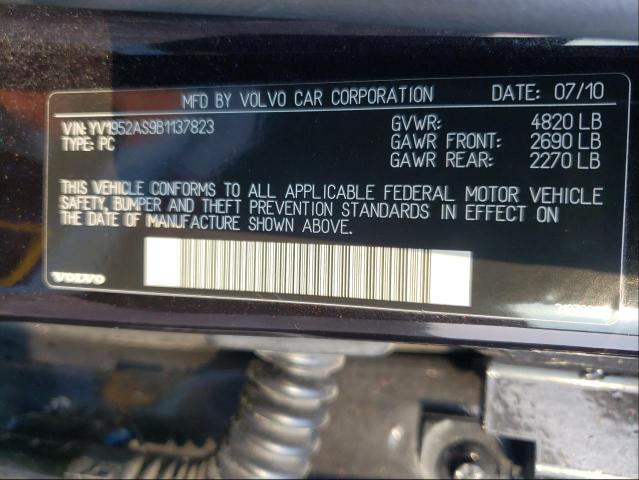 MFD BY VOLVO CAR CORPORATION DATE: 07/10
VIN: YV1952AS9B1137823 GVWR: 4820 LB
TYPE: PC GAWR FRONT: 2690 LB
GAWR REAR: 2270 LB
THIS VEHICLE CONFORMS TO ALL APPLICABLE FEDERAL MOTOR VEHICLE
SAFETY, BUMPER AND THEFT PREVENTION STANDARDS IN EFFECT ON
THE DATE OF MANUFACTURE SHOWN ABOVE.
VOLVO